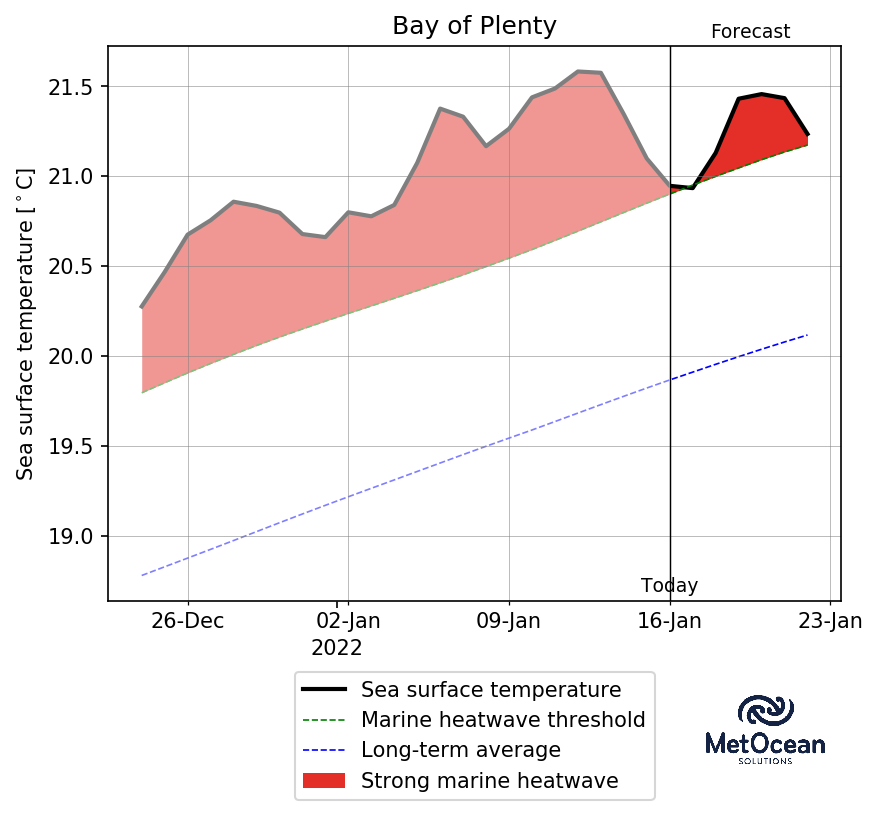 Bay of Plenty
Forecast
Sea surface temperature [°C]
21.5
21.0
20.5
20.0
19.5
19.0
Today
26-Dec 02-Jan 09-Jan 16-Jan 23-Jan
2022
Sea surface temperature
Marine heatwave threshold
Long-term average
Strong marine heatwave
MetOcean
SOLUTIONS